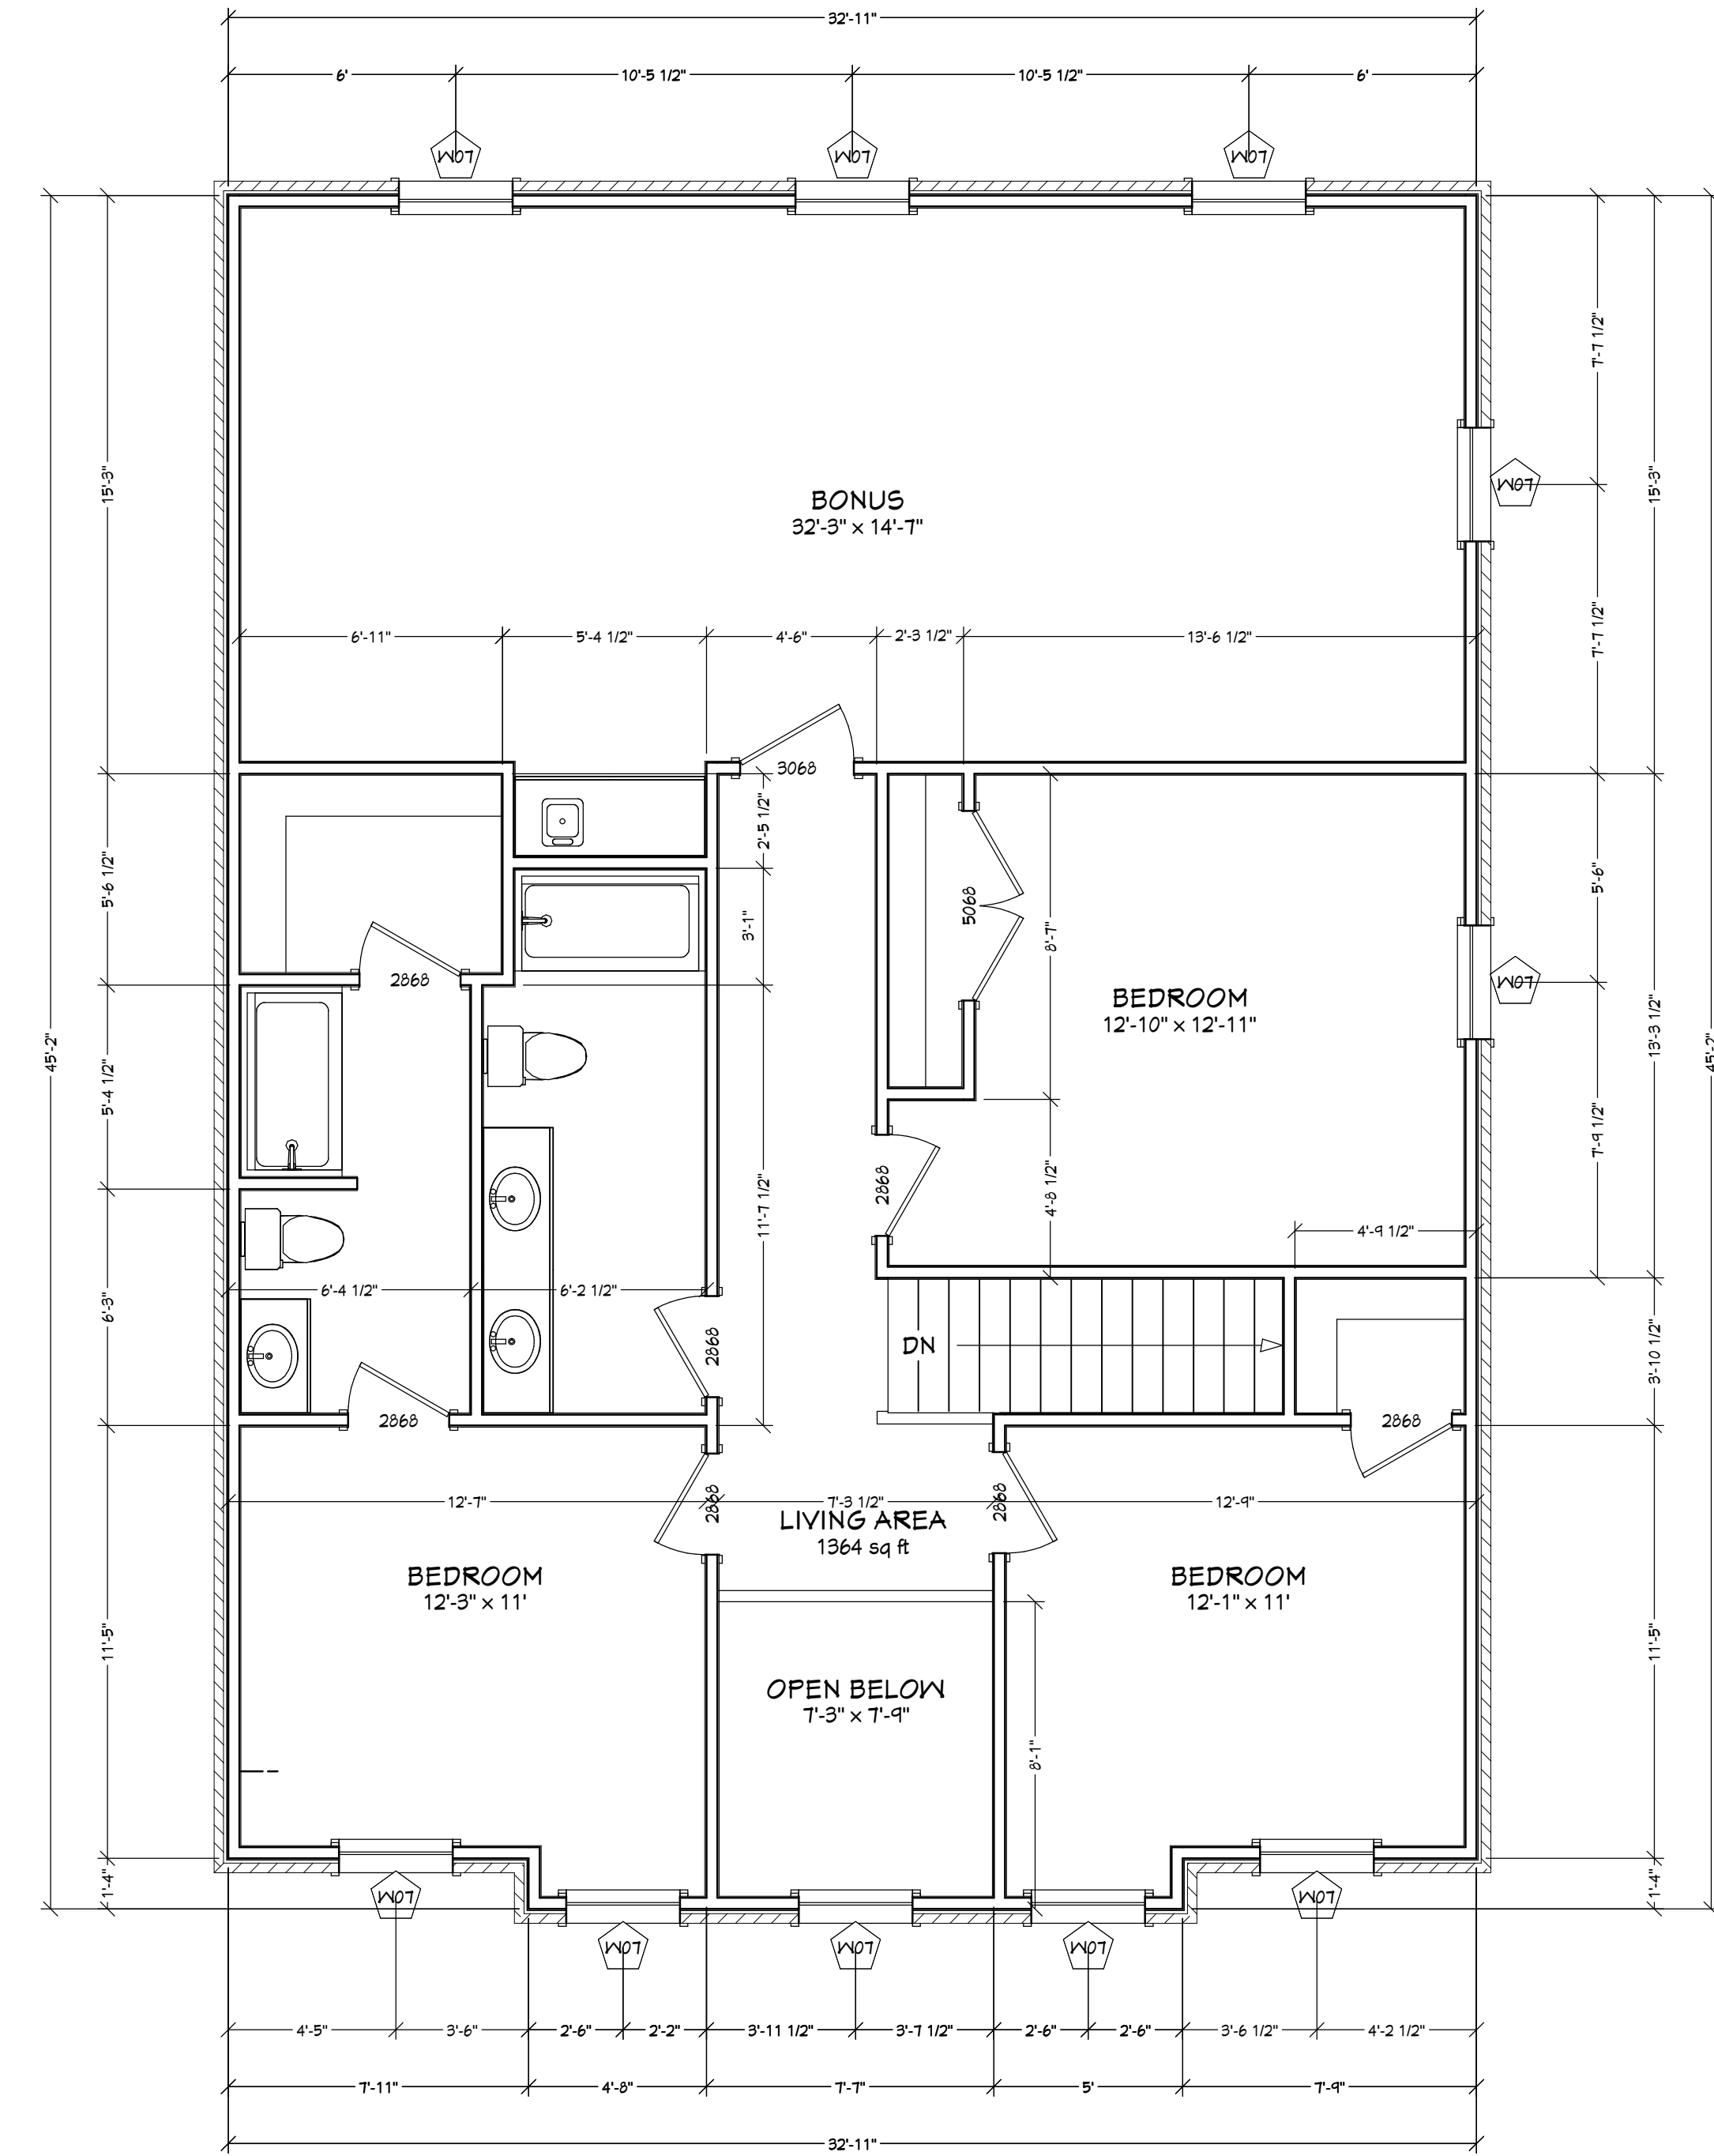 32'-11"
6'
10'-5 1/2"
10'-5 1/2"
6'
W07
W07
W07
7'-7 1/2"
15'-3"
15'-3"
W07
BONUS
32'-3" x 14'-7"
7'-7 1/2"
6'-11"
5'-4 1/2"
4'-6"
2'-3 1/2"
13'-6 1/2"
3068
2'-5 1/2"
5'-6 1/2"
5'-6"
5068
3'-1"
8'-7"
2868
W07
BEDROOM
12'-10" x 12'-11"
45'-2"
13'-3 1/2"
45'-2"
5'-4 1/2"
7'-9 1/2"
2868
4'-8 1/2"
11'-7 1/2"
4'-9 1/2"
6'-4 1/2"
6'-2 1/2"
6'-3"
2868
DN
3'-10 1/2"
2868
2868
12'-7"
2868
7'-3 1/2"
2868
12'-9"
LIVING AREA
1364 sq ft
BEDROOM
12'-3" x 11'
BEDROOM
12'-1" x 11'
11'-5"
11'-5"
OPEN BELOW
7'-3" x 7'-9"
8'-1"
1'-4"
1'-4"
W07
W07
W07
W07
W07
4'-5"
3'-6"
2'-6"
2'-2"
3'-11 1/2"
3'-7 1/2"
2'-6"
2'-6"
3'-6 1/2"
4'-2 1/2"
7'-11"
4'-8"
7'-7"
5'
7'-9"
32'-11"